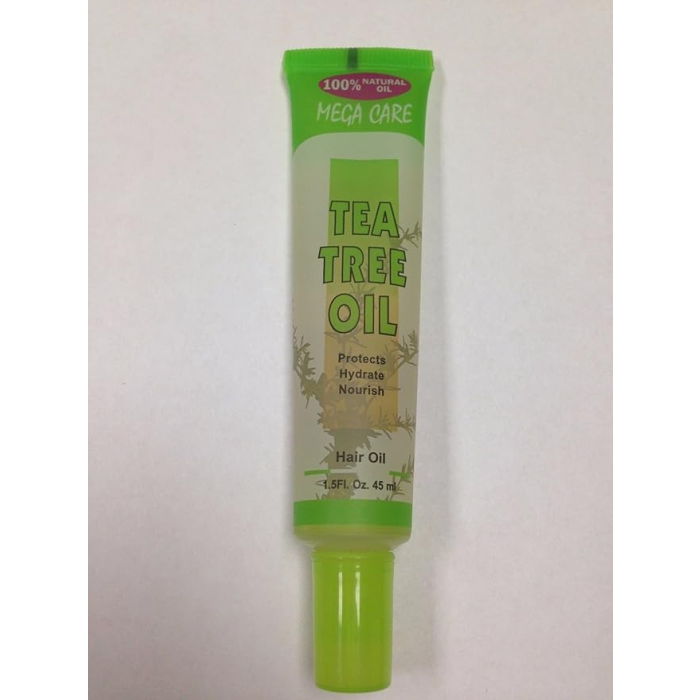 100% NATURAL OIL
MEGA CARE
TEA
TREE
OIL
Protects
Hydrate
Nourish
Hair Oil
1.5Fl. Oz. 45 ml